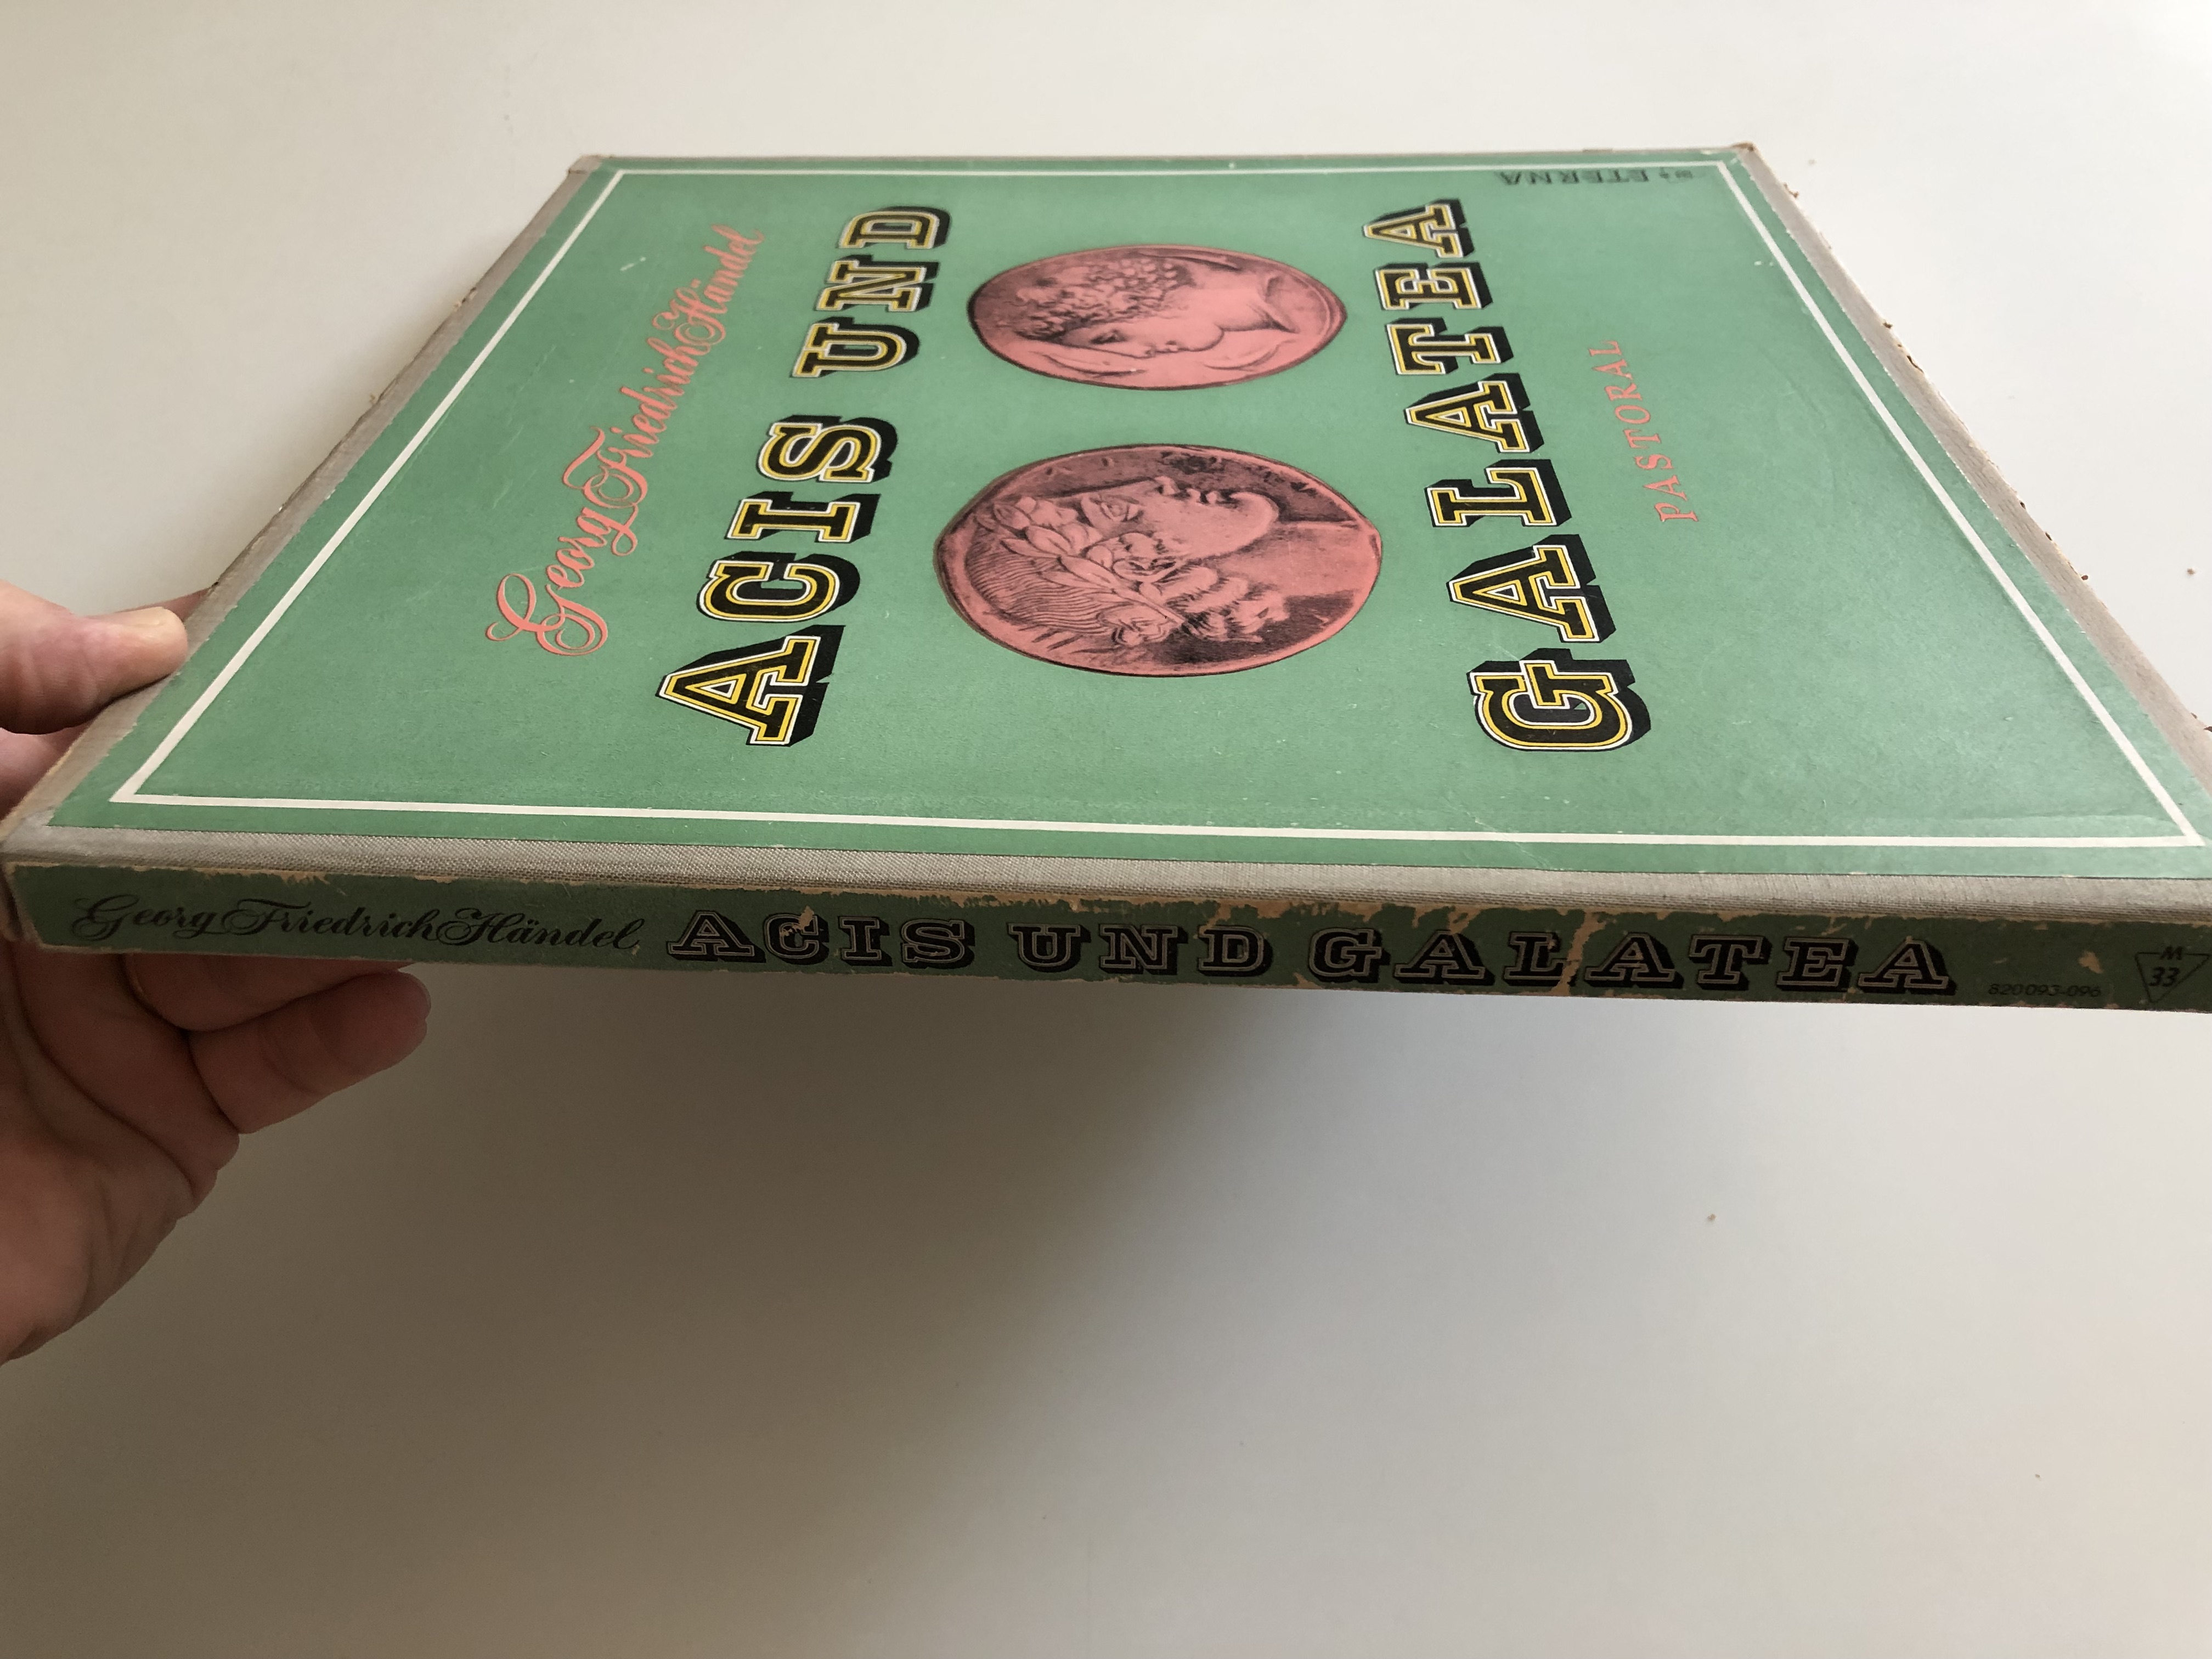 Georg Friedrich Händel
ACIS UND
GALATEA
PASTORAL
ETERNA
Georg Friedrich Händel ACIS UND GALATEA 820093-096 M 33